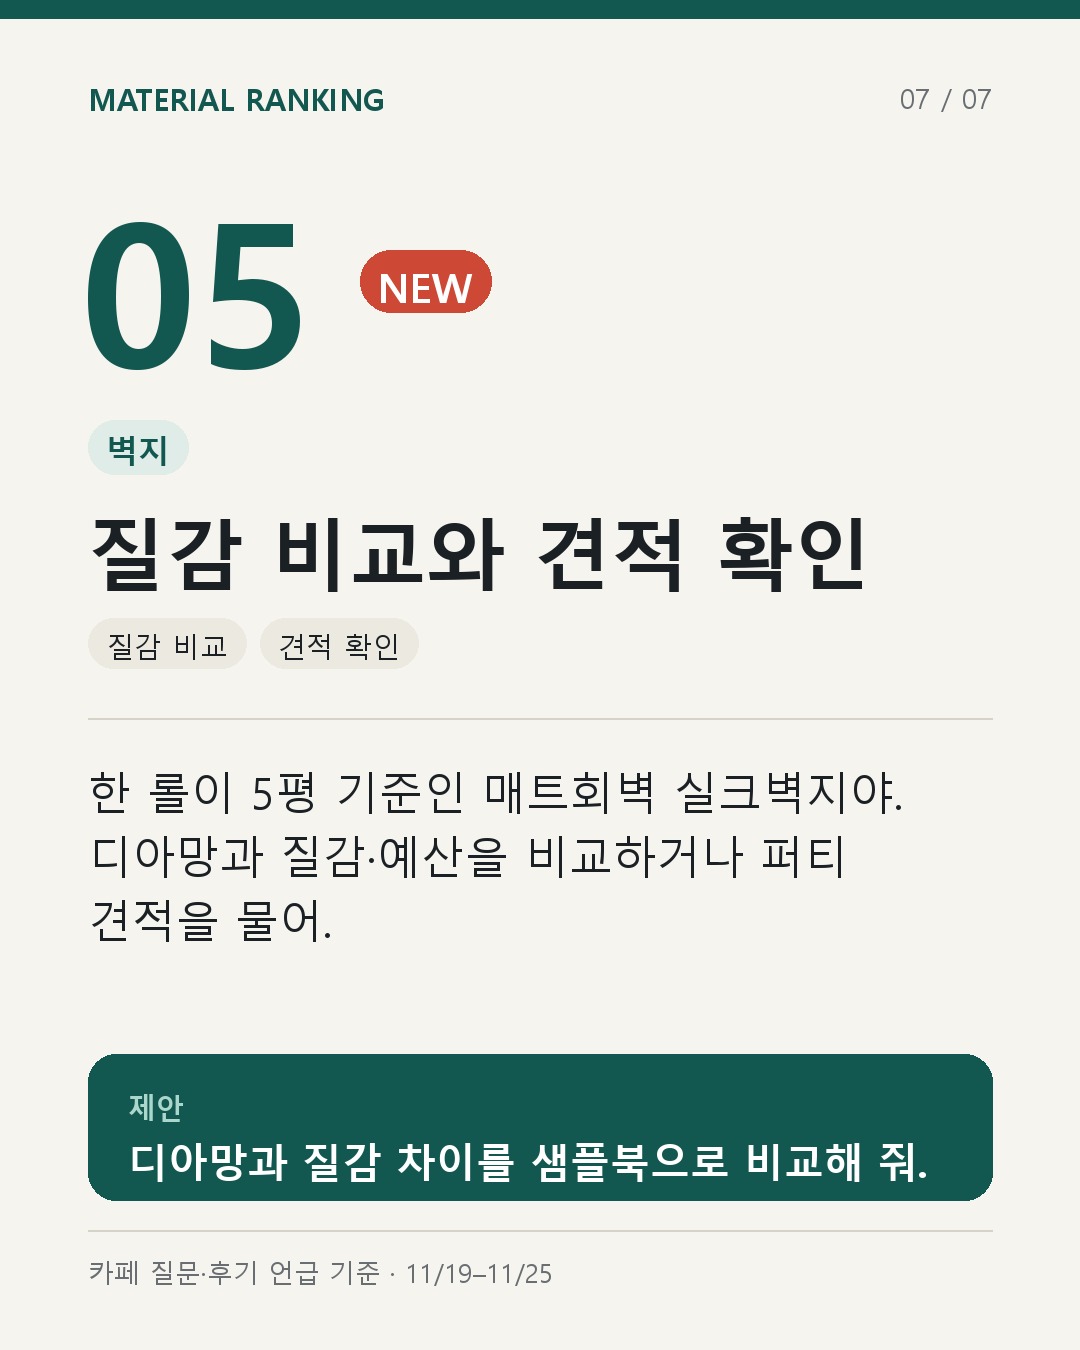 MATERIAL RANKING
07 / 07
05
NEW
벽지
질감 비교와 견적 확인
질감 비교
견적 확인
한 롤이 5평 기준인 매트회벽 실크벽지야.
디아망과 질감·예산을 비교하거나 퍼티
견적을 물어.
제안
디아망과 질감 차이를 샘플북으로 비교해 줘.
카페 질문·후기 언급 기준 · 11/19–11/25